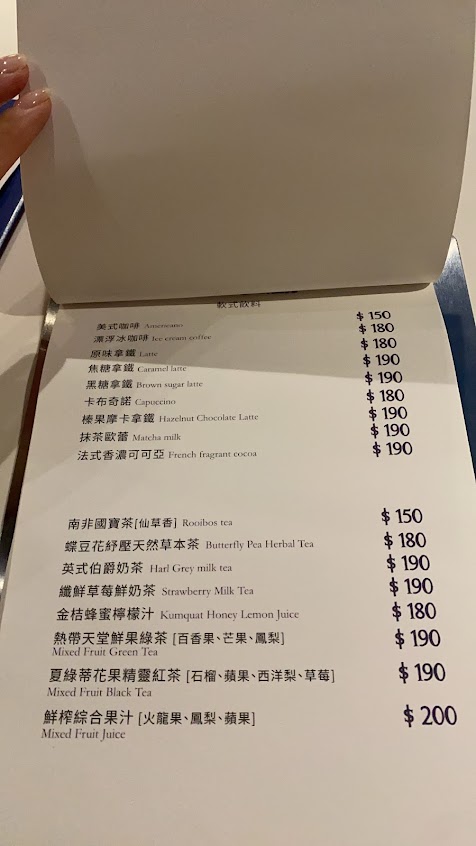 軟式飲料
美式咖啡 Americano $ 150
漂浮冰咖啡 Ice cream coffee $ 180
原味拿鐵 Latte $ 180
焦糖拿鐵 Caramel latte $ 190
黑糖拿鐵 Brown sugar latte $ 190
卡布奇諾 Capuccino $ 180
榛果摩卡拿鐵 Hazelnut Chocolate Latte $ 190
抹茶歐蕾 Matcha milk $ 190
法式香濃可可亞 French fragrant cocoa $ 190
南非國寶茶[仙草香] Rooibos tea $ 150
蝶豆花紓壓天然草本茶 Butterfly Pea Herbal Tea $ 180
英式伯爵奶茶 Harl Grey milk tea $ 190
纖鮮草莓鮮奶茶 Strawberry Milk Tea $ 190
金桔蜂蜜檸檬汁 Kumquat Honey Lemon Juice $ 180
熱帶天堂鮮果綠茶 [百香果、芒果、鳳梨] $ 190
Mixed Fruit Green Tea
夏綠蒂花果精靈紅茶 [石榴、蘋果、西洋梨、草莓] $ 190
Mixed Fruit Black Tea
鮮榨綜合果汁 [火龍果、鳳梨、蘋果] $ 200
Mixed Fruit Juice